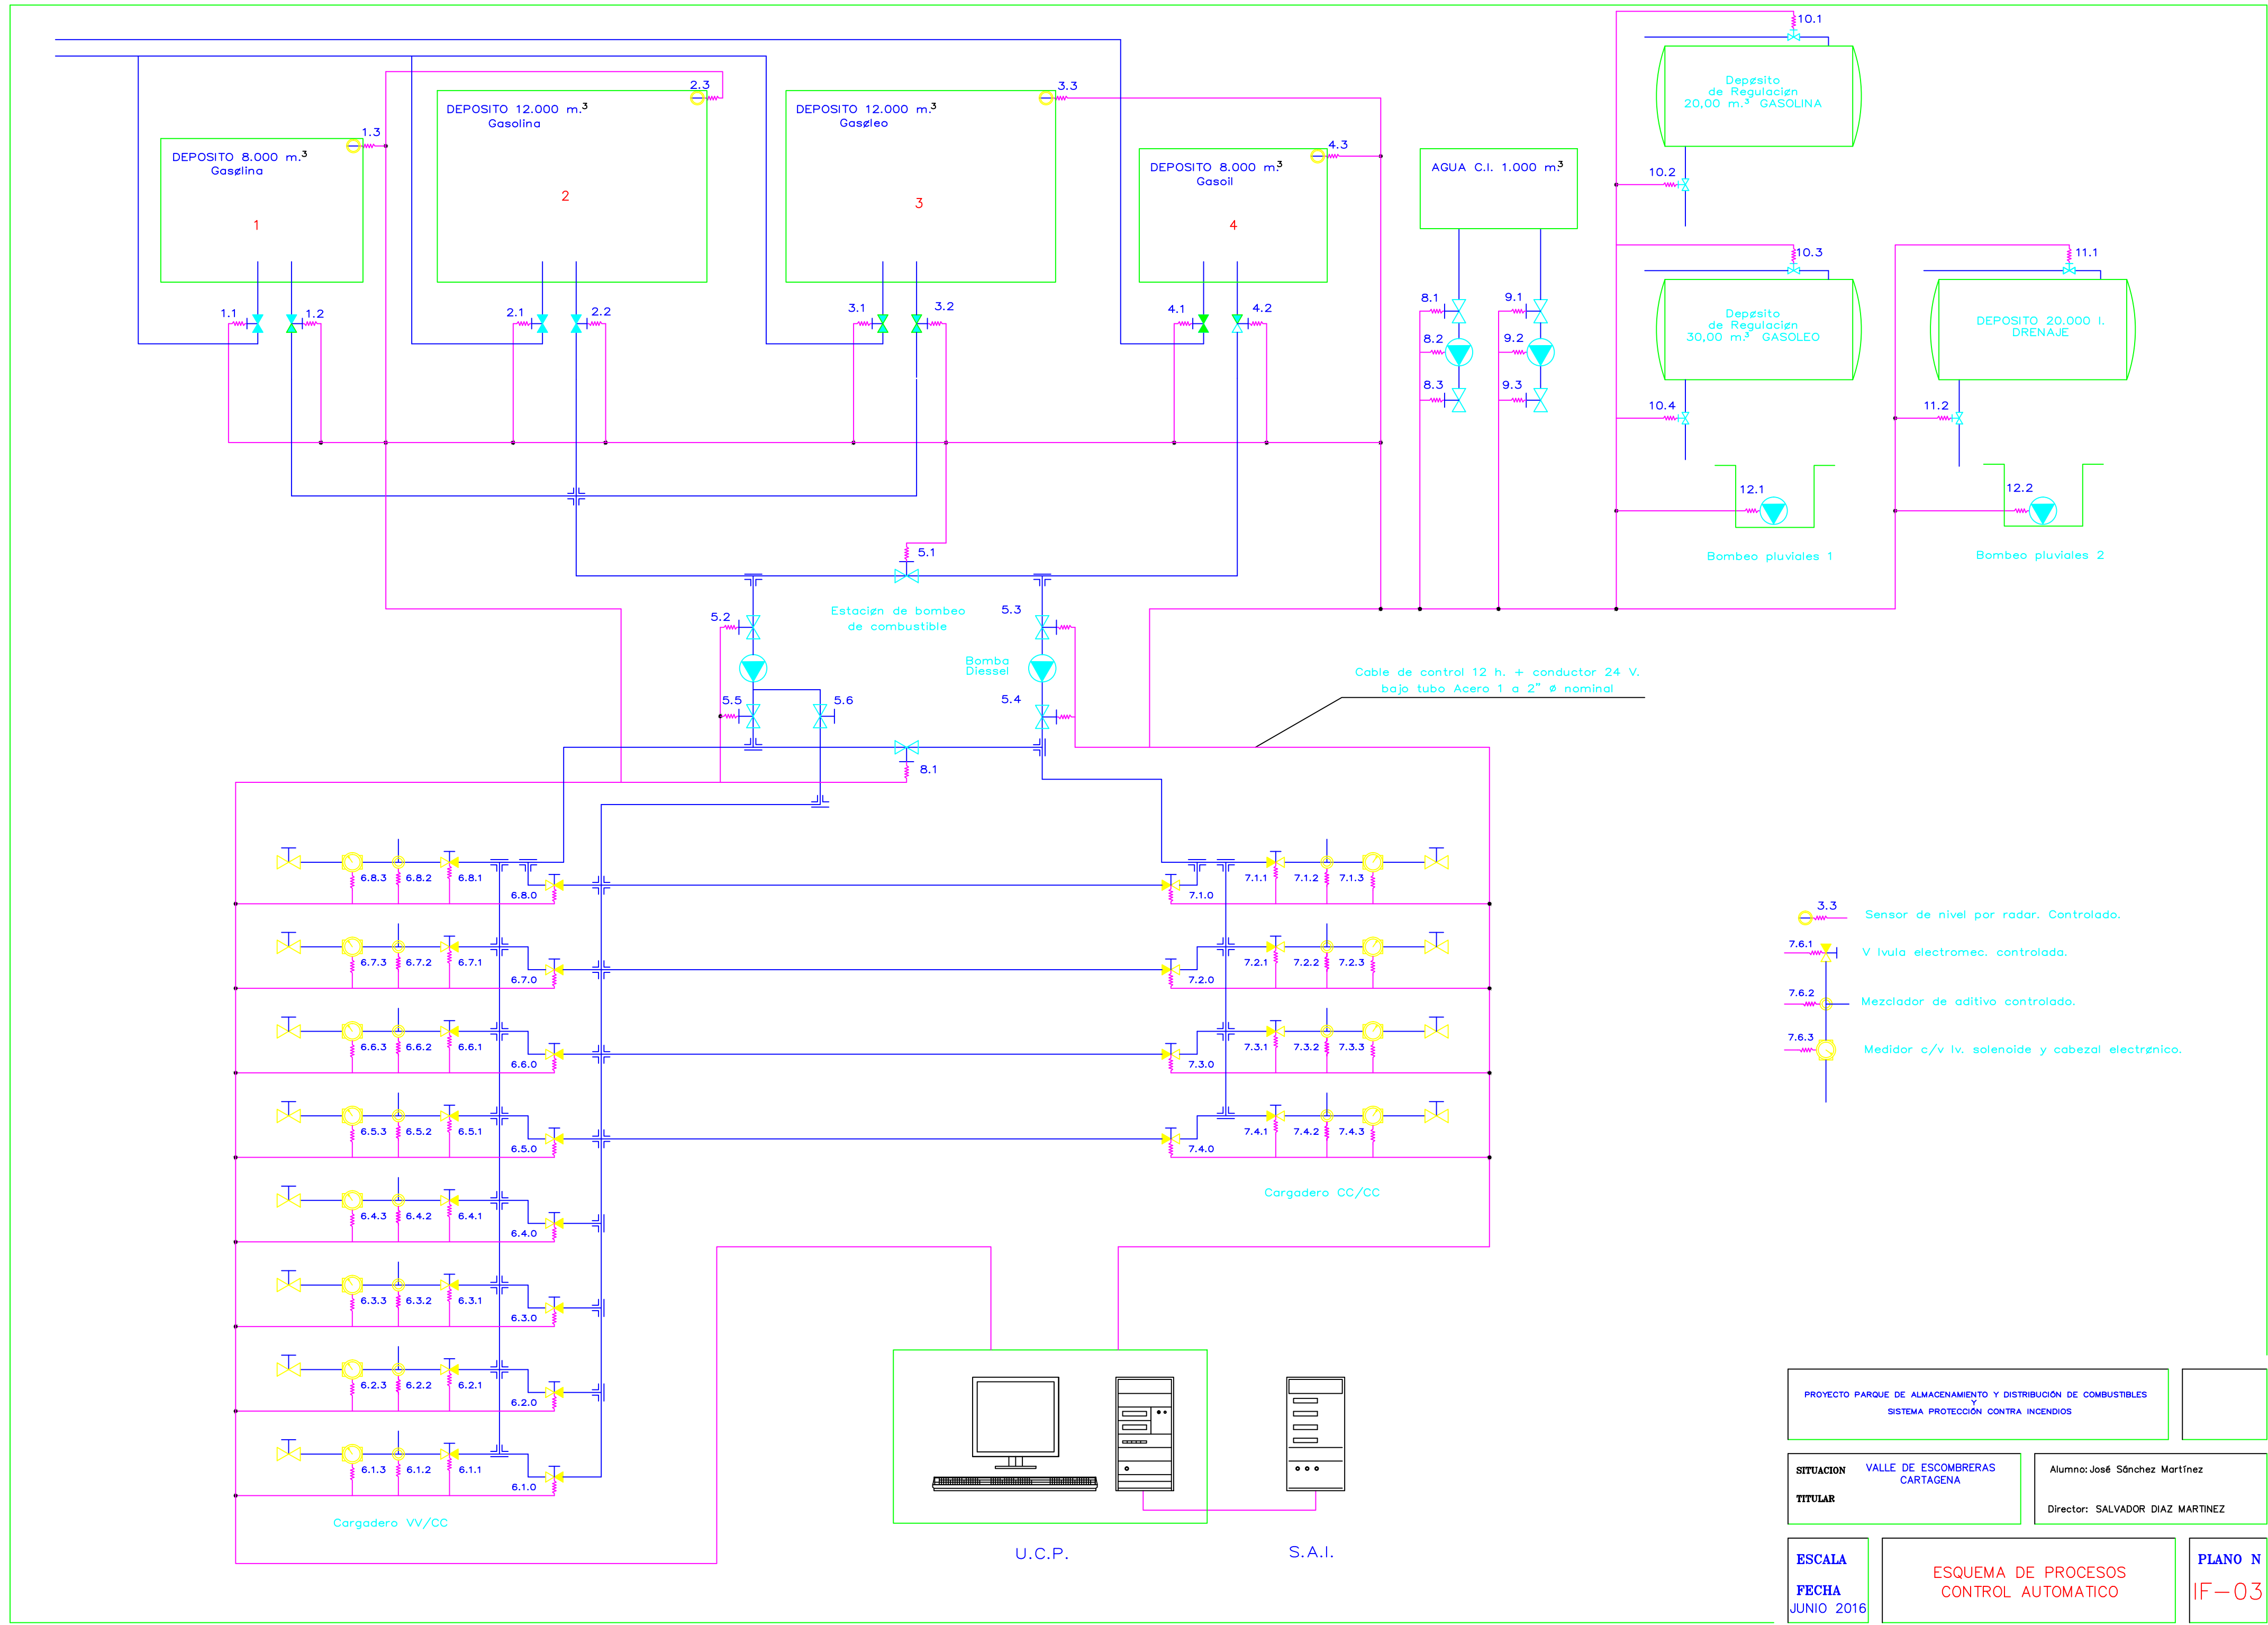 10.1
2.3
3.3
Depøsito
de Regulaciøn
20,00 m.³ GASOLINA
DEPOSITO 12.000 m.³
Gasolina
DEPOSITO 12.000 m.³
Gasøleo
1.3
4.3
DEPOSITO 8.000 m.³
Gasølina
DEPOSITO 8.000 m.³
Gasoil
AGUA C.I. 1.000 m.³
10.2
1
2
3
4
10.3
11.1
8.1
9.1
1.1
1.2
2.1
2.2
3.1
3.2
4.1
4.2
Depøsito
de Regulaciøn
30,00 m.³ GASOLEO
DEPOSITO 20.000 l.
DRENAJE
8.2
9.2
8.3
9.3
10.4
11.2
12.1
12.2
5.1
Bombeo pluviales 1
Bombeo pluviales 2
5.2
Estaciøn de bombeo
de combustible
5.3
Bomba
Diessel
Cable de control 12 h. + conductor 24 V.
bajo tubo Acero 1 a 2" ø nominal
5.5
5.6
5.4
8.1
6.8.3 6.8.2 6.8.1
6.8.0
7.1.0
7.1.1 7.1.2 7.1.3
6.7.3 6.7.2 6.7.1
6.7.0
7.2.0
7.2.1 7.2.2 7.2.3
6.6.3 6.6.2 6.6.1
6.6.0
7.3.0
7.3.1 7.3.2 7.3.3
6.5.3 6.5.2 6.5.1
6.5.0
7.4.0
7.4.1 7.4.2 7.4.3
6.4.3 6.4.2 6.4.1
6.4.0
Cargadero CC/CC
6.3.3 6.3.2 6.3.1
6.3.0
6.2.3 6.2.2 6.2.1
6.2.0
6.1.3 6.1.2 6.1.1
6.1.0
Cargadero VV/CC
3.3
Sensor de nivel por radar. Controlado.
7.6.1
V lvula electromec. controlada.
7.6.2
Mezclador de aditivo controlado.
7.6.3
Medidor c/v lv. solenoide y cabezal electrønico.
U.C.P.
S.A.I.
PROYECTO PARQUE DE ALMACENAMIENTO Y DISTRIBUCIÓN DE COMBUSTIBLES
Y
SISTEMA PROTECCIÓN CONTRA INCENDIOS
SITUACION VALLE DE ESCOMBRERAS
CARTAGENA
TITULAR
Alumno: José Sánchez Martínez
Director: SALVADOR DIAZ MARTINEZ
ESCALA
FECHA
JUNIO 2016
ESQUEMA DE PROCESOS
CONTROL AUTOMATICO
PLANO N
IF-03